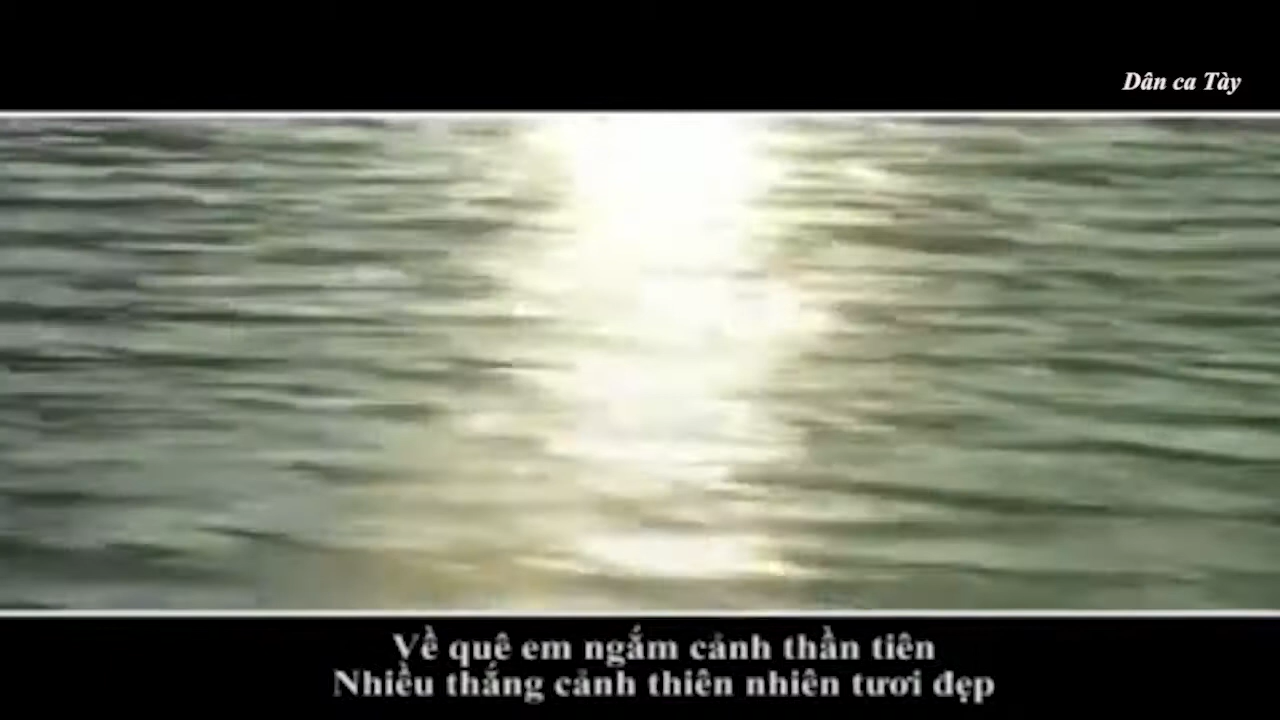 Dân ca Tày
Về quê em ngắm cảnh thần tiên
Nhiều thắng cảnh thiên nhiên tươi đẹp